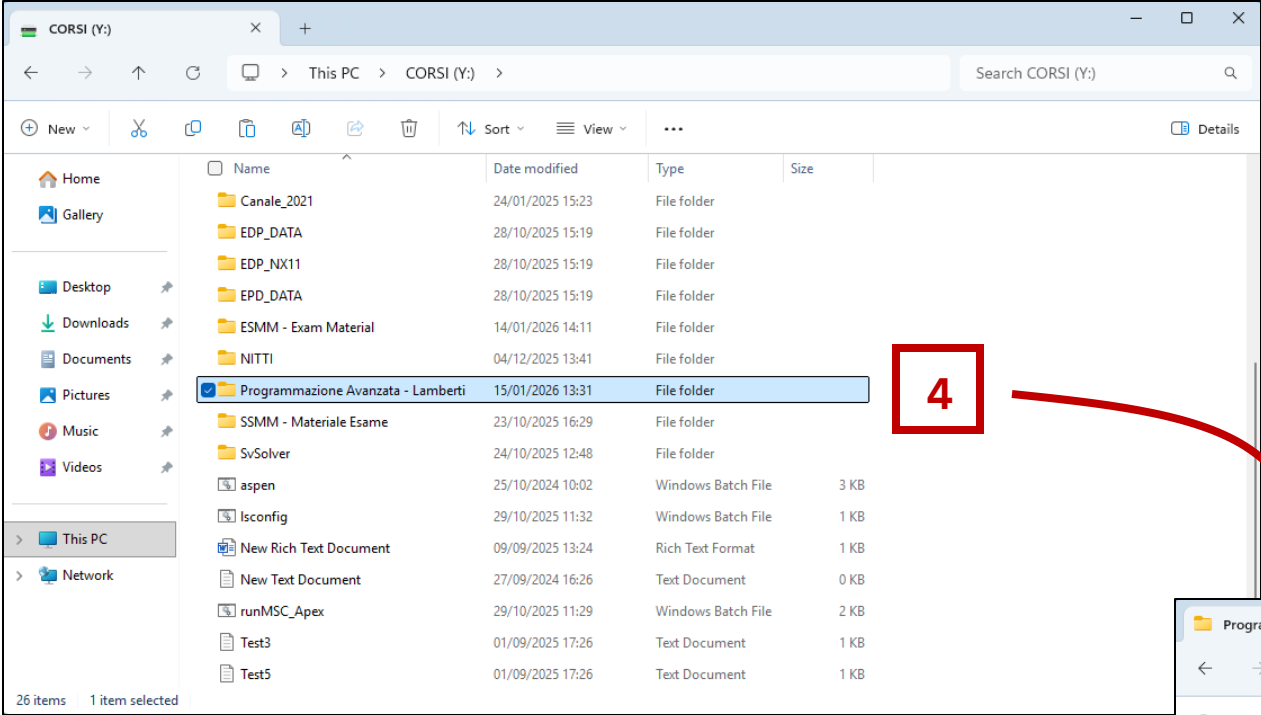 CORSI (Y:)
This PC > CORSI (Y:) >
Search CORSI (Y:)
New
Sort
View
Details
Name Date modified Type Size
Home
Gallery
Desktop
Downloads
Documents
Pictures
Music
Videos
This PC
Network
Canale_2021 24/01/2025 15:23 File folder
EDP_DATA 28/10/2025 15:19 File folder
EDP_NX11 28/10/2025 15:19 File folder
EPD_DATA 28/10/2025 15:19 File folder
ESMM - Exam Material 14/01/2026 14:11 File folder
NITTI 04/12/2025 13:41 File folder
Programmazione Avanzata - Lamberti 15/01/2026 13:31 File folder
SSMM - Materiale Esame 23/10/2025 16:29 File folder
SvSolver 24/10/2025 12:48 File folder
aspen 25/10/2024 10:02 Windows Batch File 3 KB
lsconfig 29/10/2025 11:32 Windows Batch File 1 KB
New Rich Text Document 09/09/2025 13:24 Rich Text Format 1 KB
New Text Document 27/09/2024 16:26 Text Document 0 KB
runMSC_Apex 29/10/2025 11:29 Windows Batch File 2 KB
Test3 01/09/2025 17:26 Text Document 1 KB
Test5 01/09/2025 17:26 Text Document 1 KB
4
Progra
26 items 1 item selected